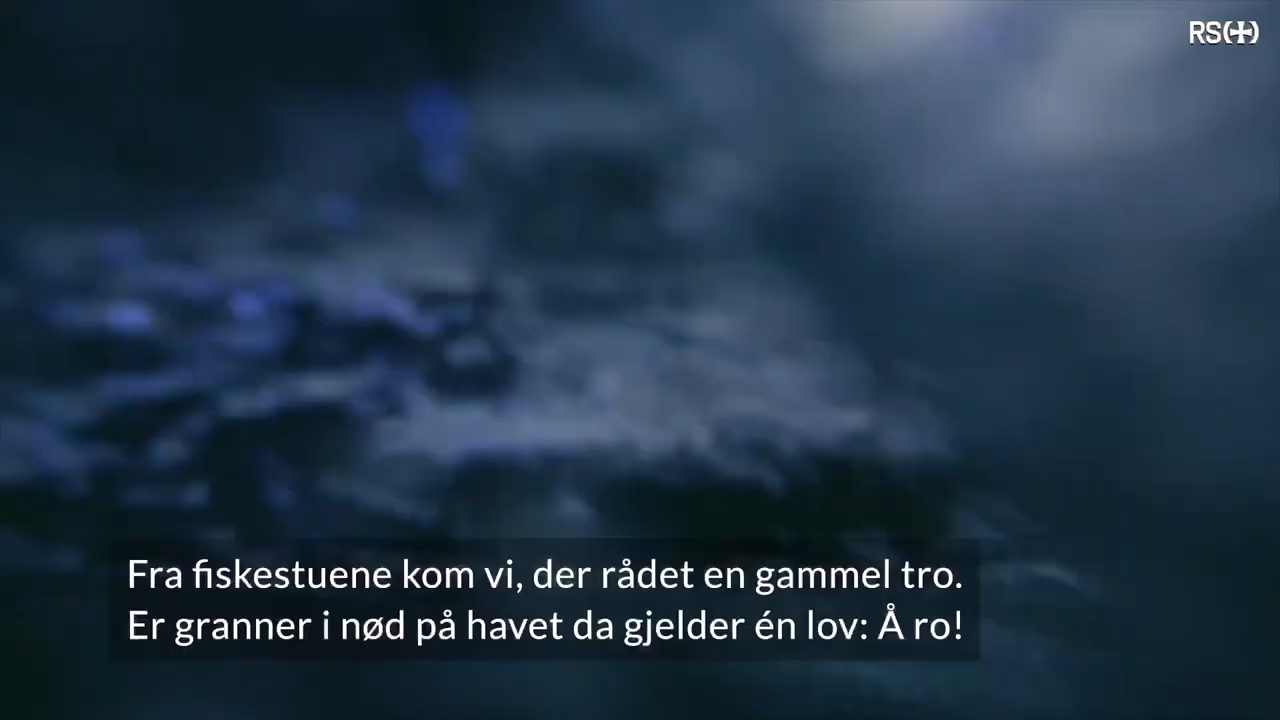 RS
Fra fiskestuene kom vi, der rådet en gammel tro.
Er granner i nød på havet da gjelder én lov: Å ro!